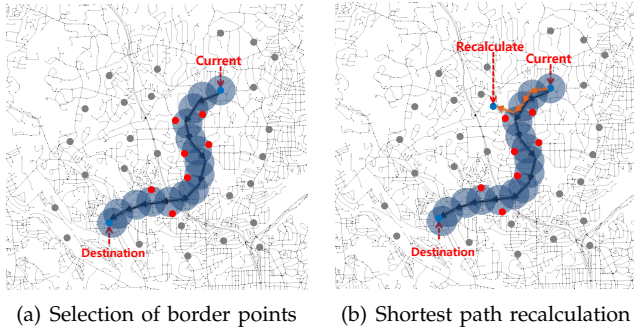 Current
Destination
Recalculate
Current
Destination
(a) Selection of border points
(b) Shortest path recalculation